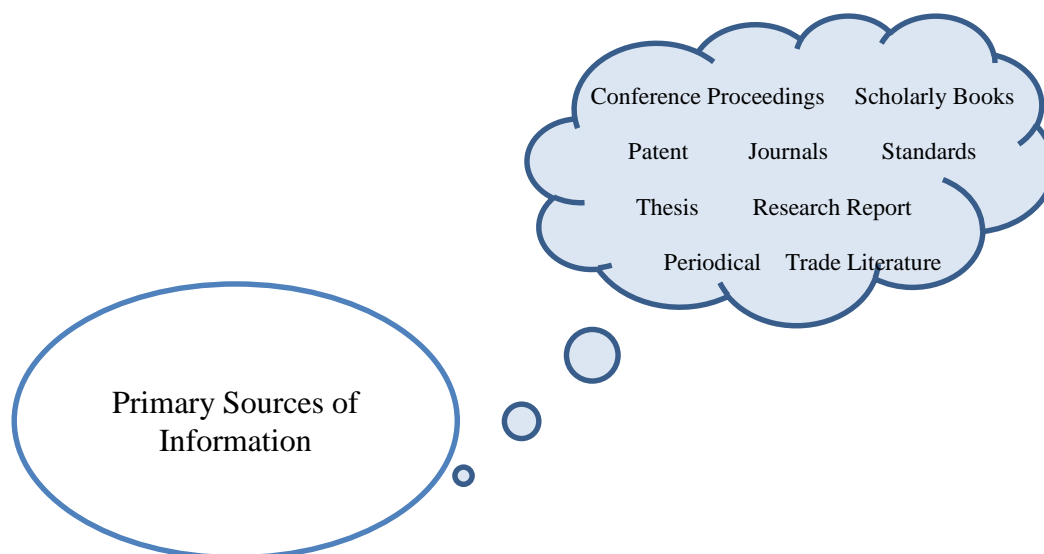 Conference Proceedings Scholarly Books
Patent Journals Standards
Thesis Research Report
Periodical Trade Literature
Primary Sources of
Information